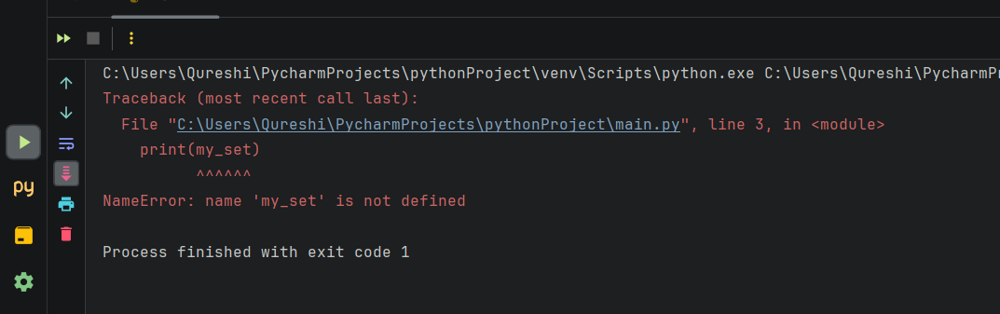 C:\Users\Qureshi\PycharmProjects\pythonProject\venv\Scripts\python.exe C:\Users\Qureshi\PycharmPr
Traceback (most recent call last):
  File "C:\Users\Qureshi\PycharmProjects\pythonProject\main.py", line 3, in <module>
    print(my_set)
          ^^^^^^
NameError: name 'my_set' is not defined
Process finished with exit code 1
py